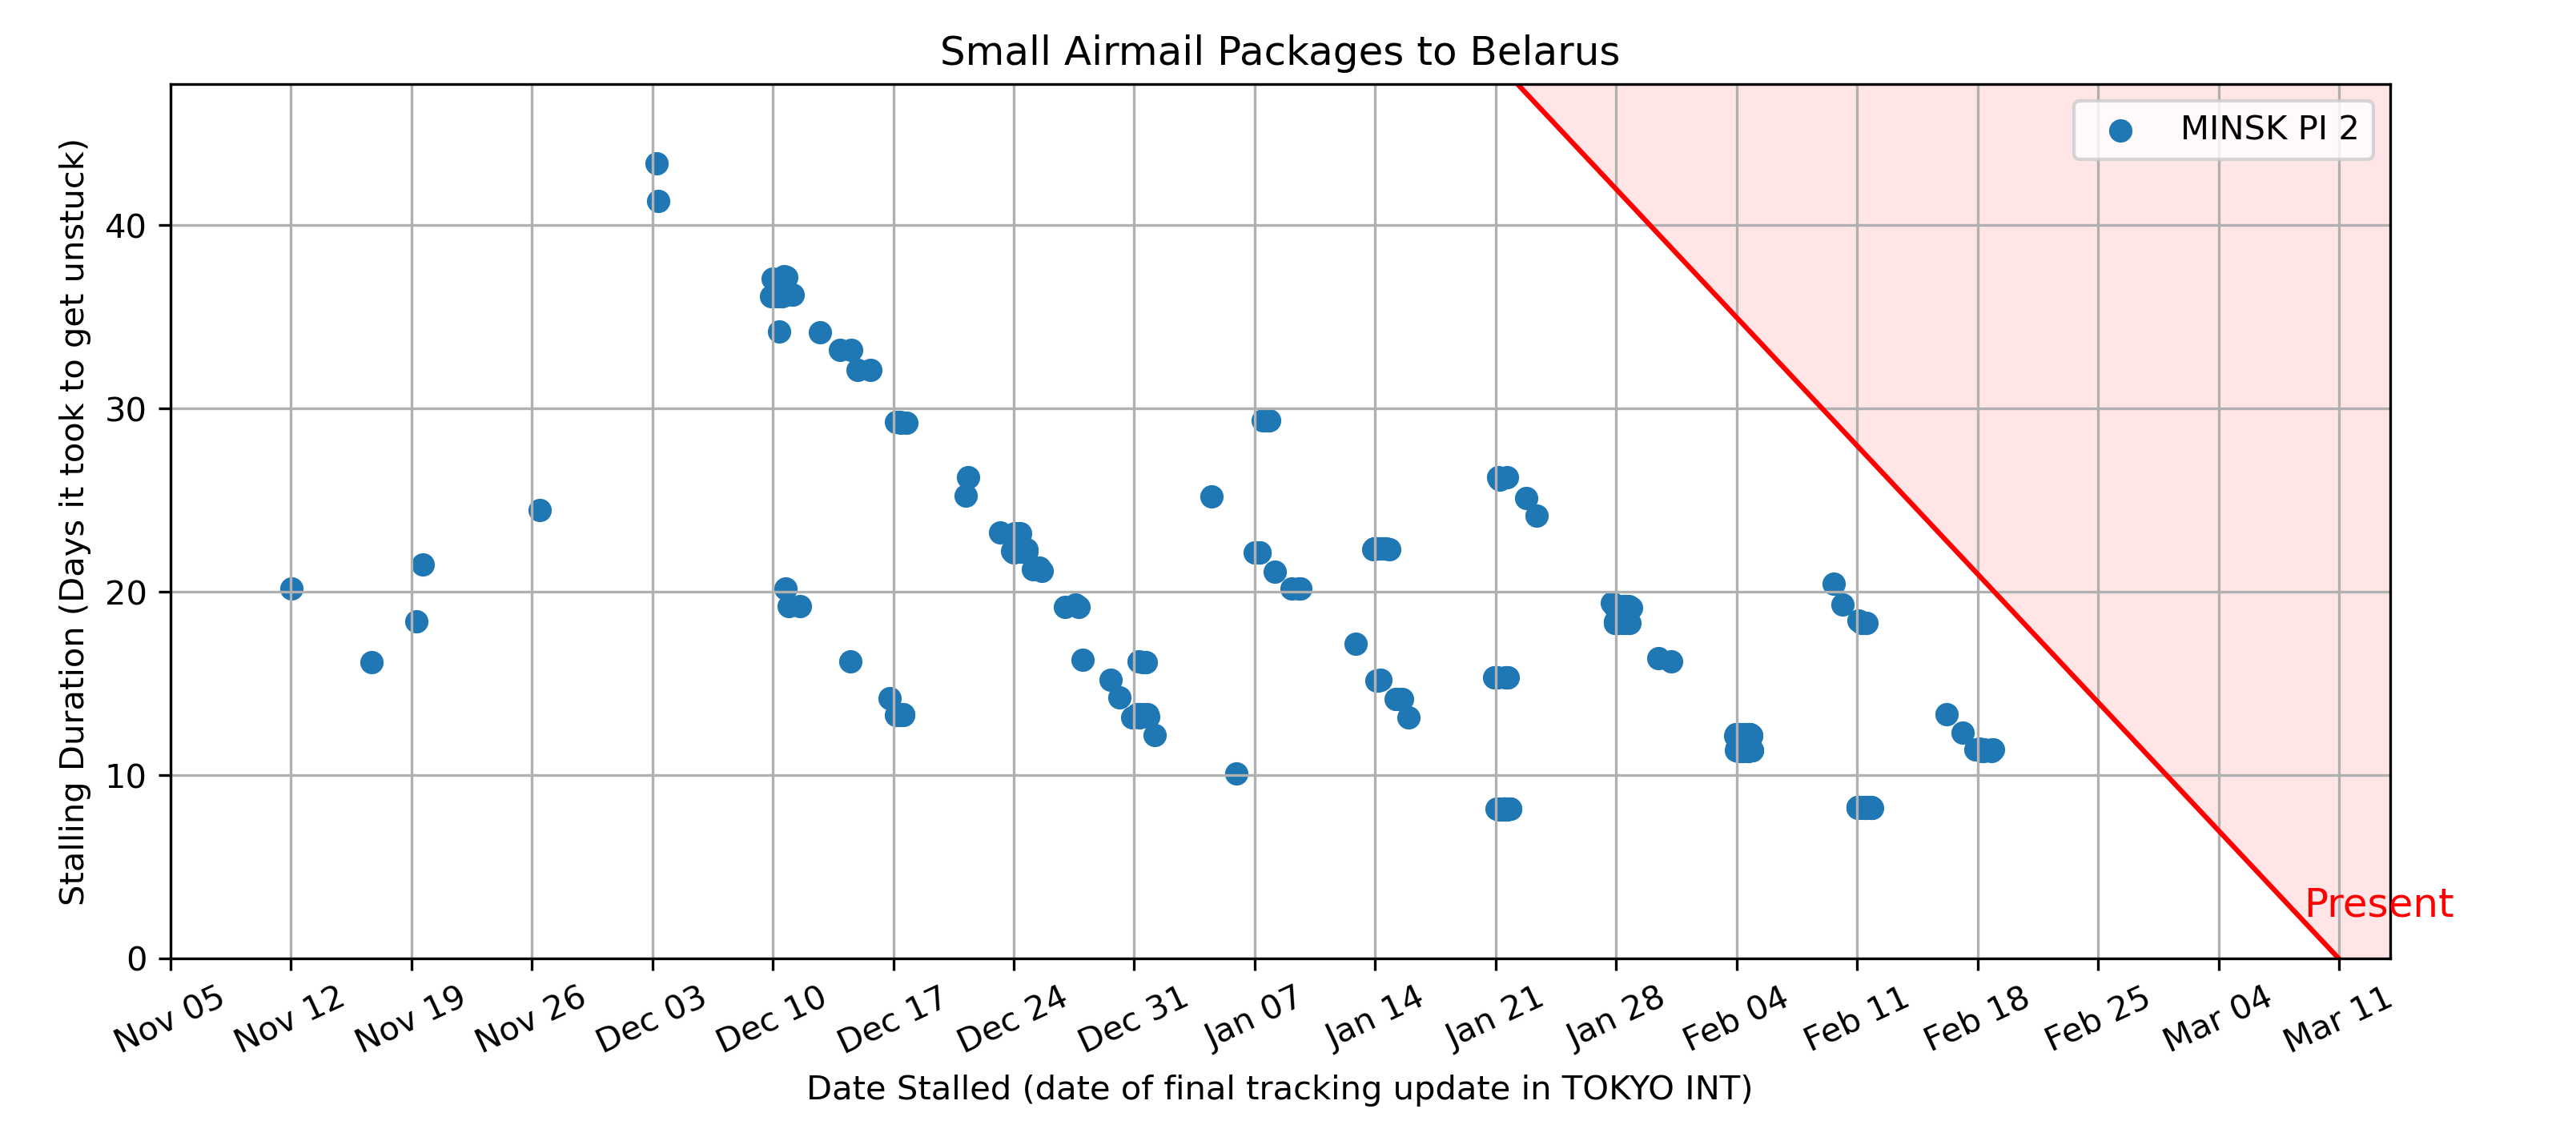 Small Airmail Packages to Belarus
MINSK PI 2
Stalling Duration (Days it took to get unstuck)
40
30
20
10
0
Present
Nov 05
Nov 12
Nov 19
Nov 26
Dec 03
Dec 10
Dec 17
Dec 24
Dec 31
Jan 07
Jan 14
Jan 21
Jan 28
Feb 04
Feb 11
Feb 18
Feb 25
Mar 04
Mar 11
Date Stalled (date of final tracking update in TOKYO INT)